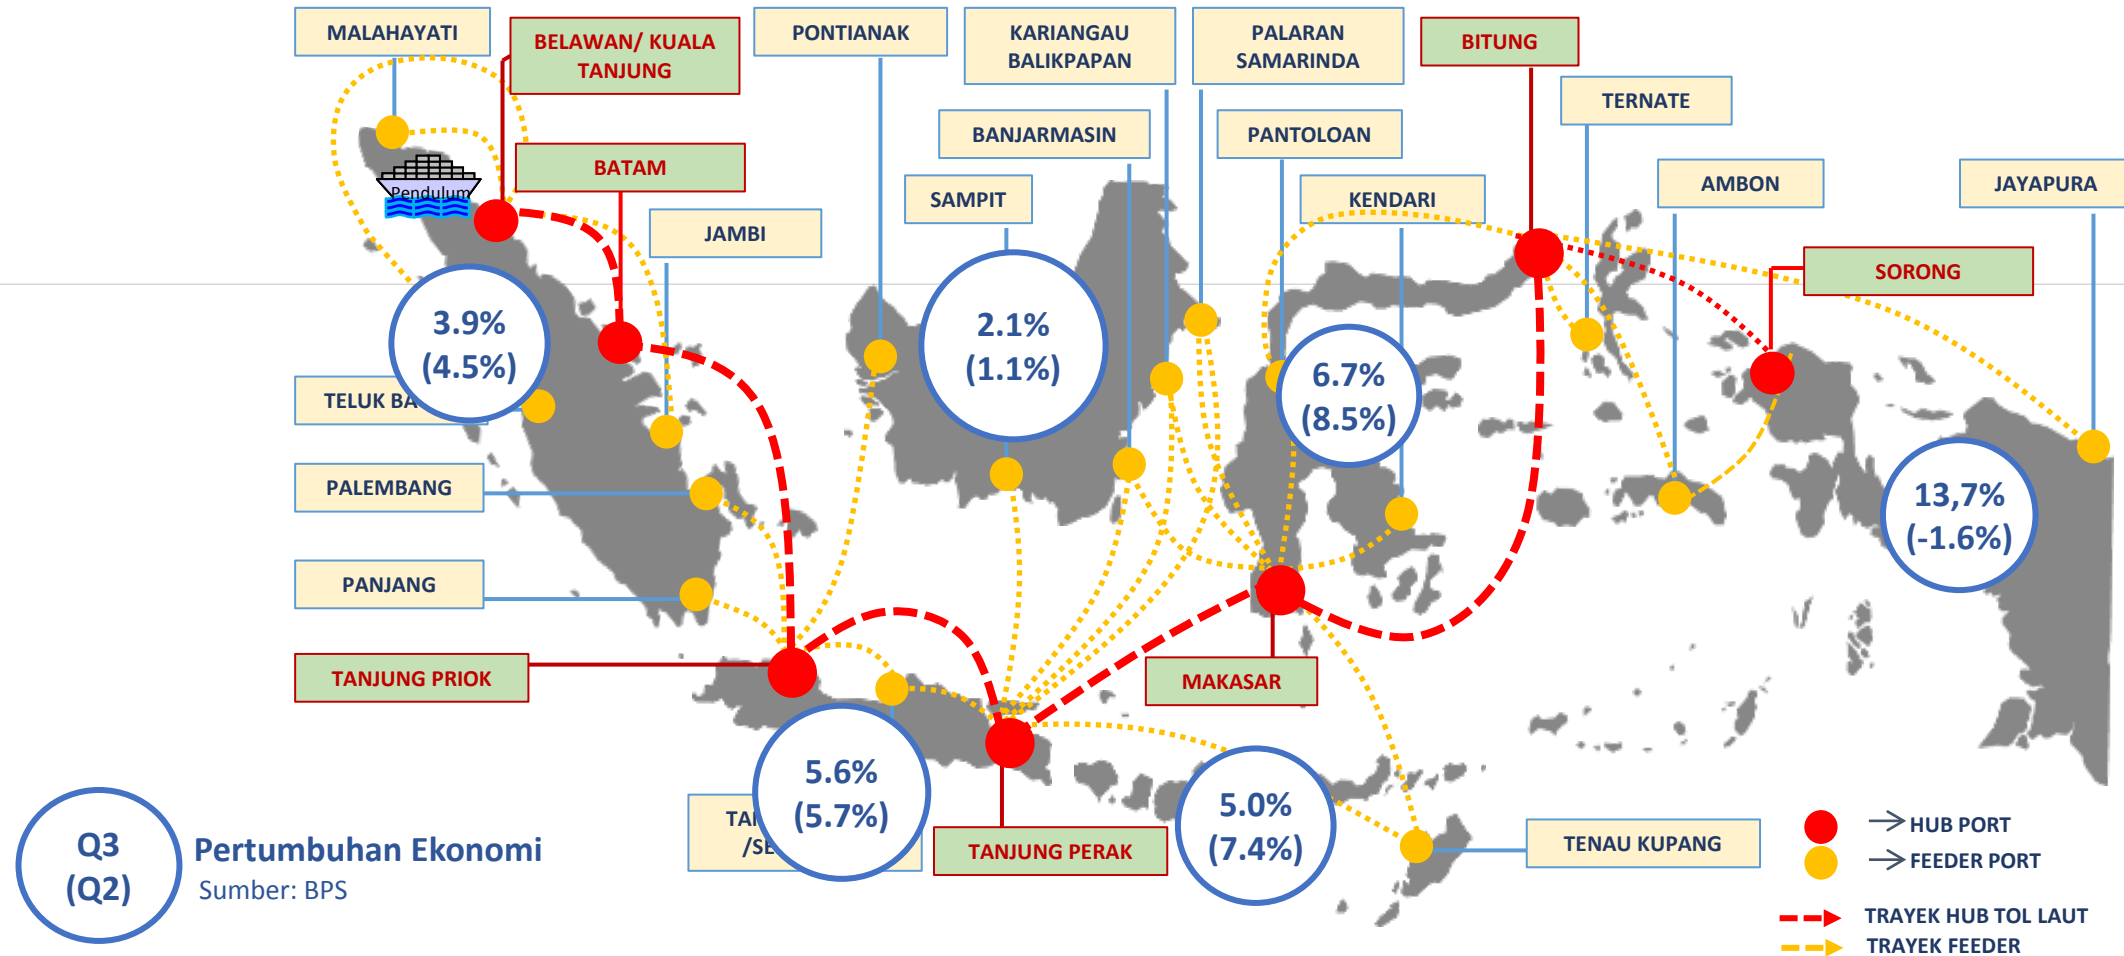 MALAHAYATI
BELAWAN/ KUALA
TANJUNG
PONTIANAK
KARIANGAU
BALIKPAPAN
PALARAN
SAMARINDA
BITUNG
TERNATE
BANJARMASIN
PANTOLOAN
BATAM
Pendulum
SAMPIT
KENDARI
AMBON
JAYAPURA
JAMBI
SORONG
3.9%
(4.5%)
2.1%
(1.1%)
6.7%
(8.5%)
TELUK
PALEMBANG
13,7%
(-1.6%)
PANJANG
TANJUNG PRIOK
MAKASAR
5.6%
(5.7%)
5.0%
(7.4%)
TANJUNG PERAK
TENAU KUPANG
Q3
(Q2)
Pertumbuhan Ekonomi
Sumber: BPS
HUB PORT
FEEDER PORT
TRAYEK HUB TOL LAUT
TRAYEK FEEDER